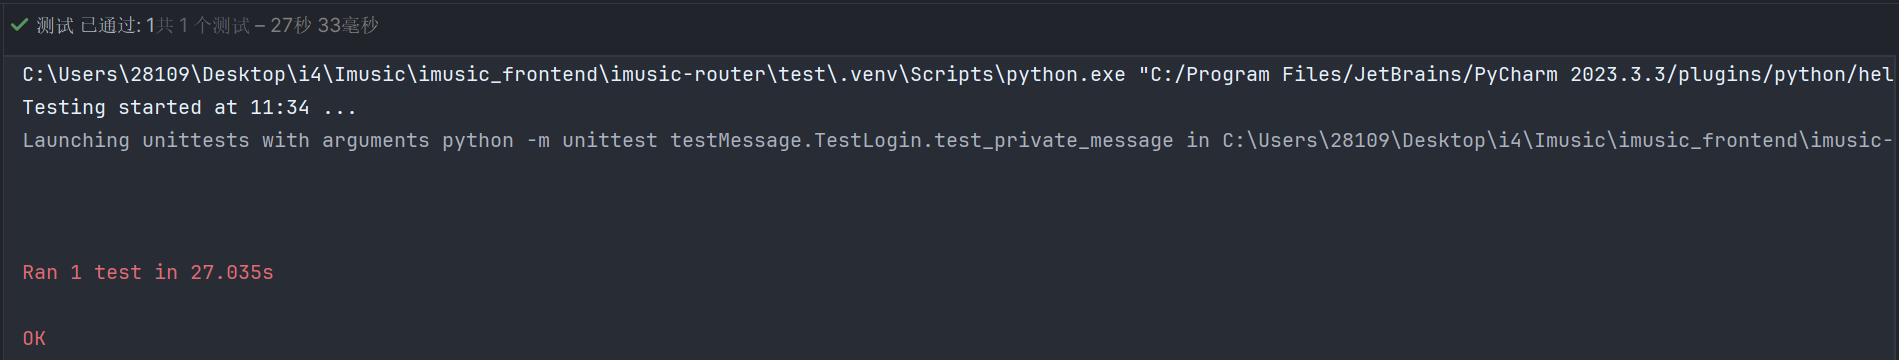 测试 已通过: 1共 1 个测试 – 27秒 33毫秒
C:\Users\28109\Desktop\i4\Imusic\imusic_frontend\imusic-router\test\.venv\Scripts\python.exe "C:/Program Files/JetBrains/PyCharm 2023.3.3/plugins/python/hel
Testing started at 11:34 ...
Launching unittests with arguments python -m unittest testMessage.TestLogin.test_private_message in C:\Users\28109\Desktop\i4\Imusic\imusic_frontend\imusic-
Ran 1 test in 27.035s
OK